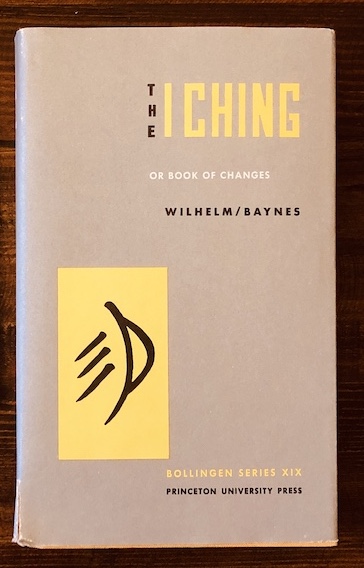 THE I CHING
OR BOOK OF CHANGES
WILHELM/BAYNES
BOLLINGEN SERIES XIX
PRINCETON UNIVERSITY PRESS